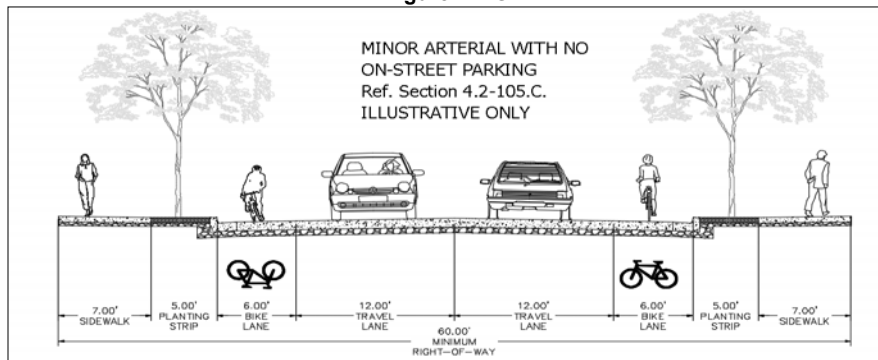 MINOR ARTERIAL WITH NO
ON-STREET PARKING
Ref. Section 4.2-105.C.
ILLUSTRATIVE ONLY
7.00'
SIDEWALK
5.00'
PLANTING
STRIP
6.00'
BIKE
LANE
12.00'
TRAVEL
LANE
12.00'
TRAVEL
LANE
6.00'
BIKE
LANE
5.00'
PLANTING
STRIP
7.00'
SIDEWALK
60.00'
MINIMUM
RIGHT-OF-WAY